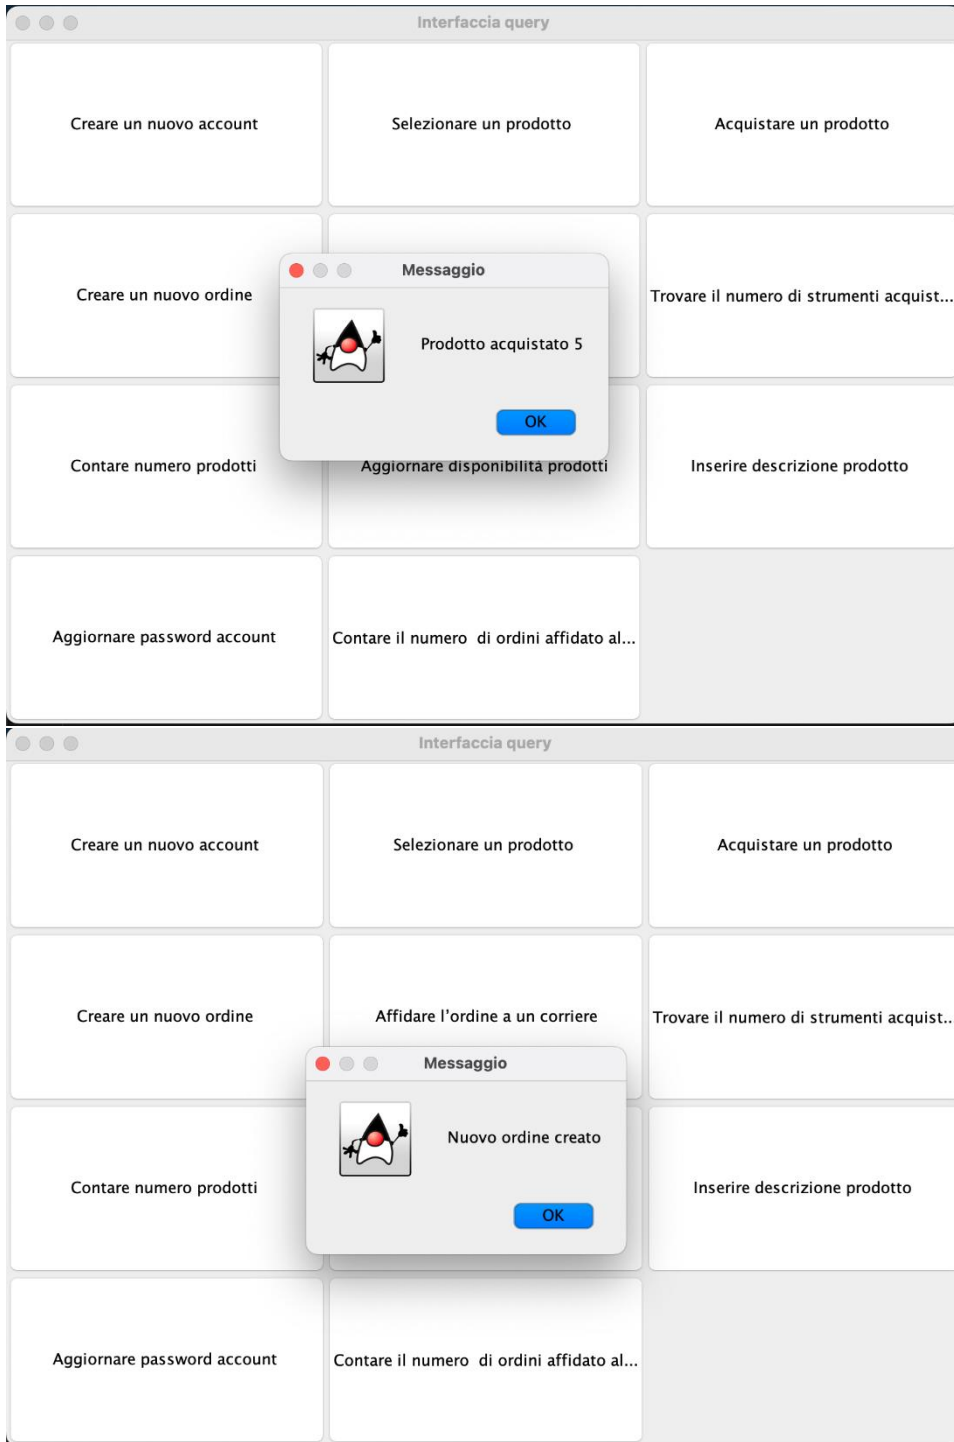 Interfaccia query
Creare un nuovo account
Selezionare un prodotto
Acquistare un prodotto
Creare un nuovo ordine
Trovare il numero di strumenti acquist...
Messaggio
Prodotto acquistato 5
OK
Contare numero prodotti
Aggiornare disponibilità prodotti
Inserire descrizione prodotto
Aggiornare password account
Contare il numero  di ordini affidato al...
Interfaccia query
Creare un nuovo account
Selezionare un prodotto
Acquistare un prodotto
Creare un nuovo ordine
Affidare l'ordine a un corriere
Trovare il numero di strumenti acquist...
Messaggio
Nuovo ordine creato
OK
Contare numero prodotti
Inserire descrizione prodotto
Aggiornare password account
Contare il numero  di ordini affidato al...